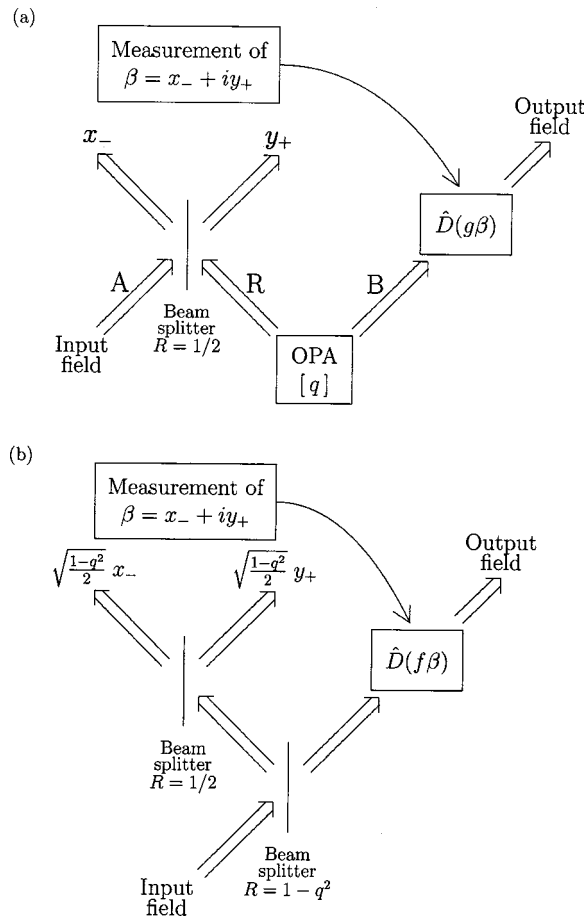 (a)
Measurement of
β = x₋ + iy₊
Output
field
x₋
y₊
D̂(gβ)
A
R
B
Input
field
Beam
splitter
R = 1/2
OPA
[ q ]
(b)
Measurement of
β = x₋ + iy₊
√((1−q²)/2) x₋
√((1−q²)/2) y₊
Output
field
D̂(fβ)
Beam
splitter
R = 1/2
Input
field
Beam
splitter
R = 1 − q²